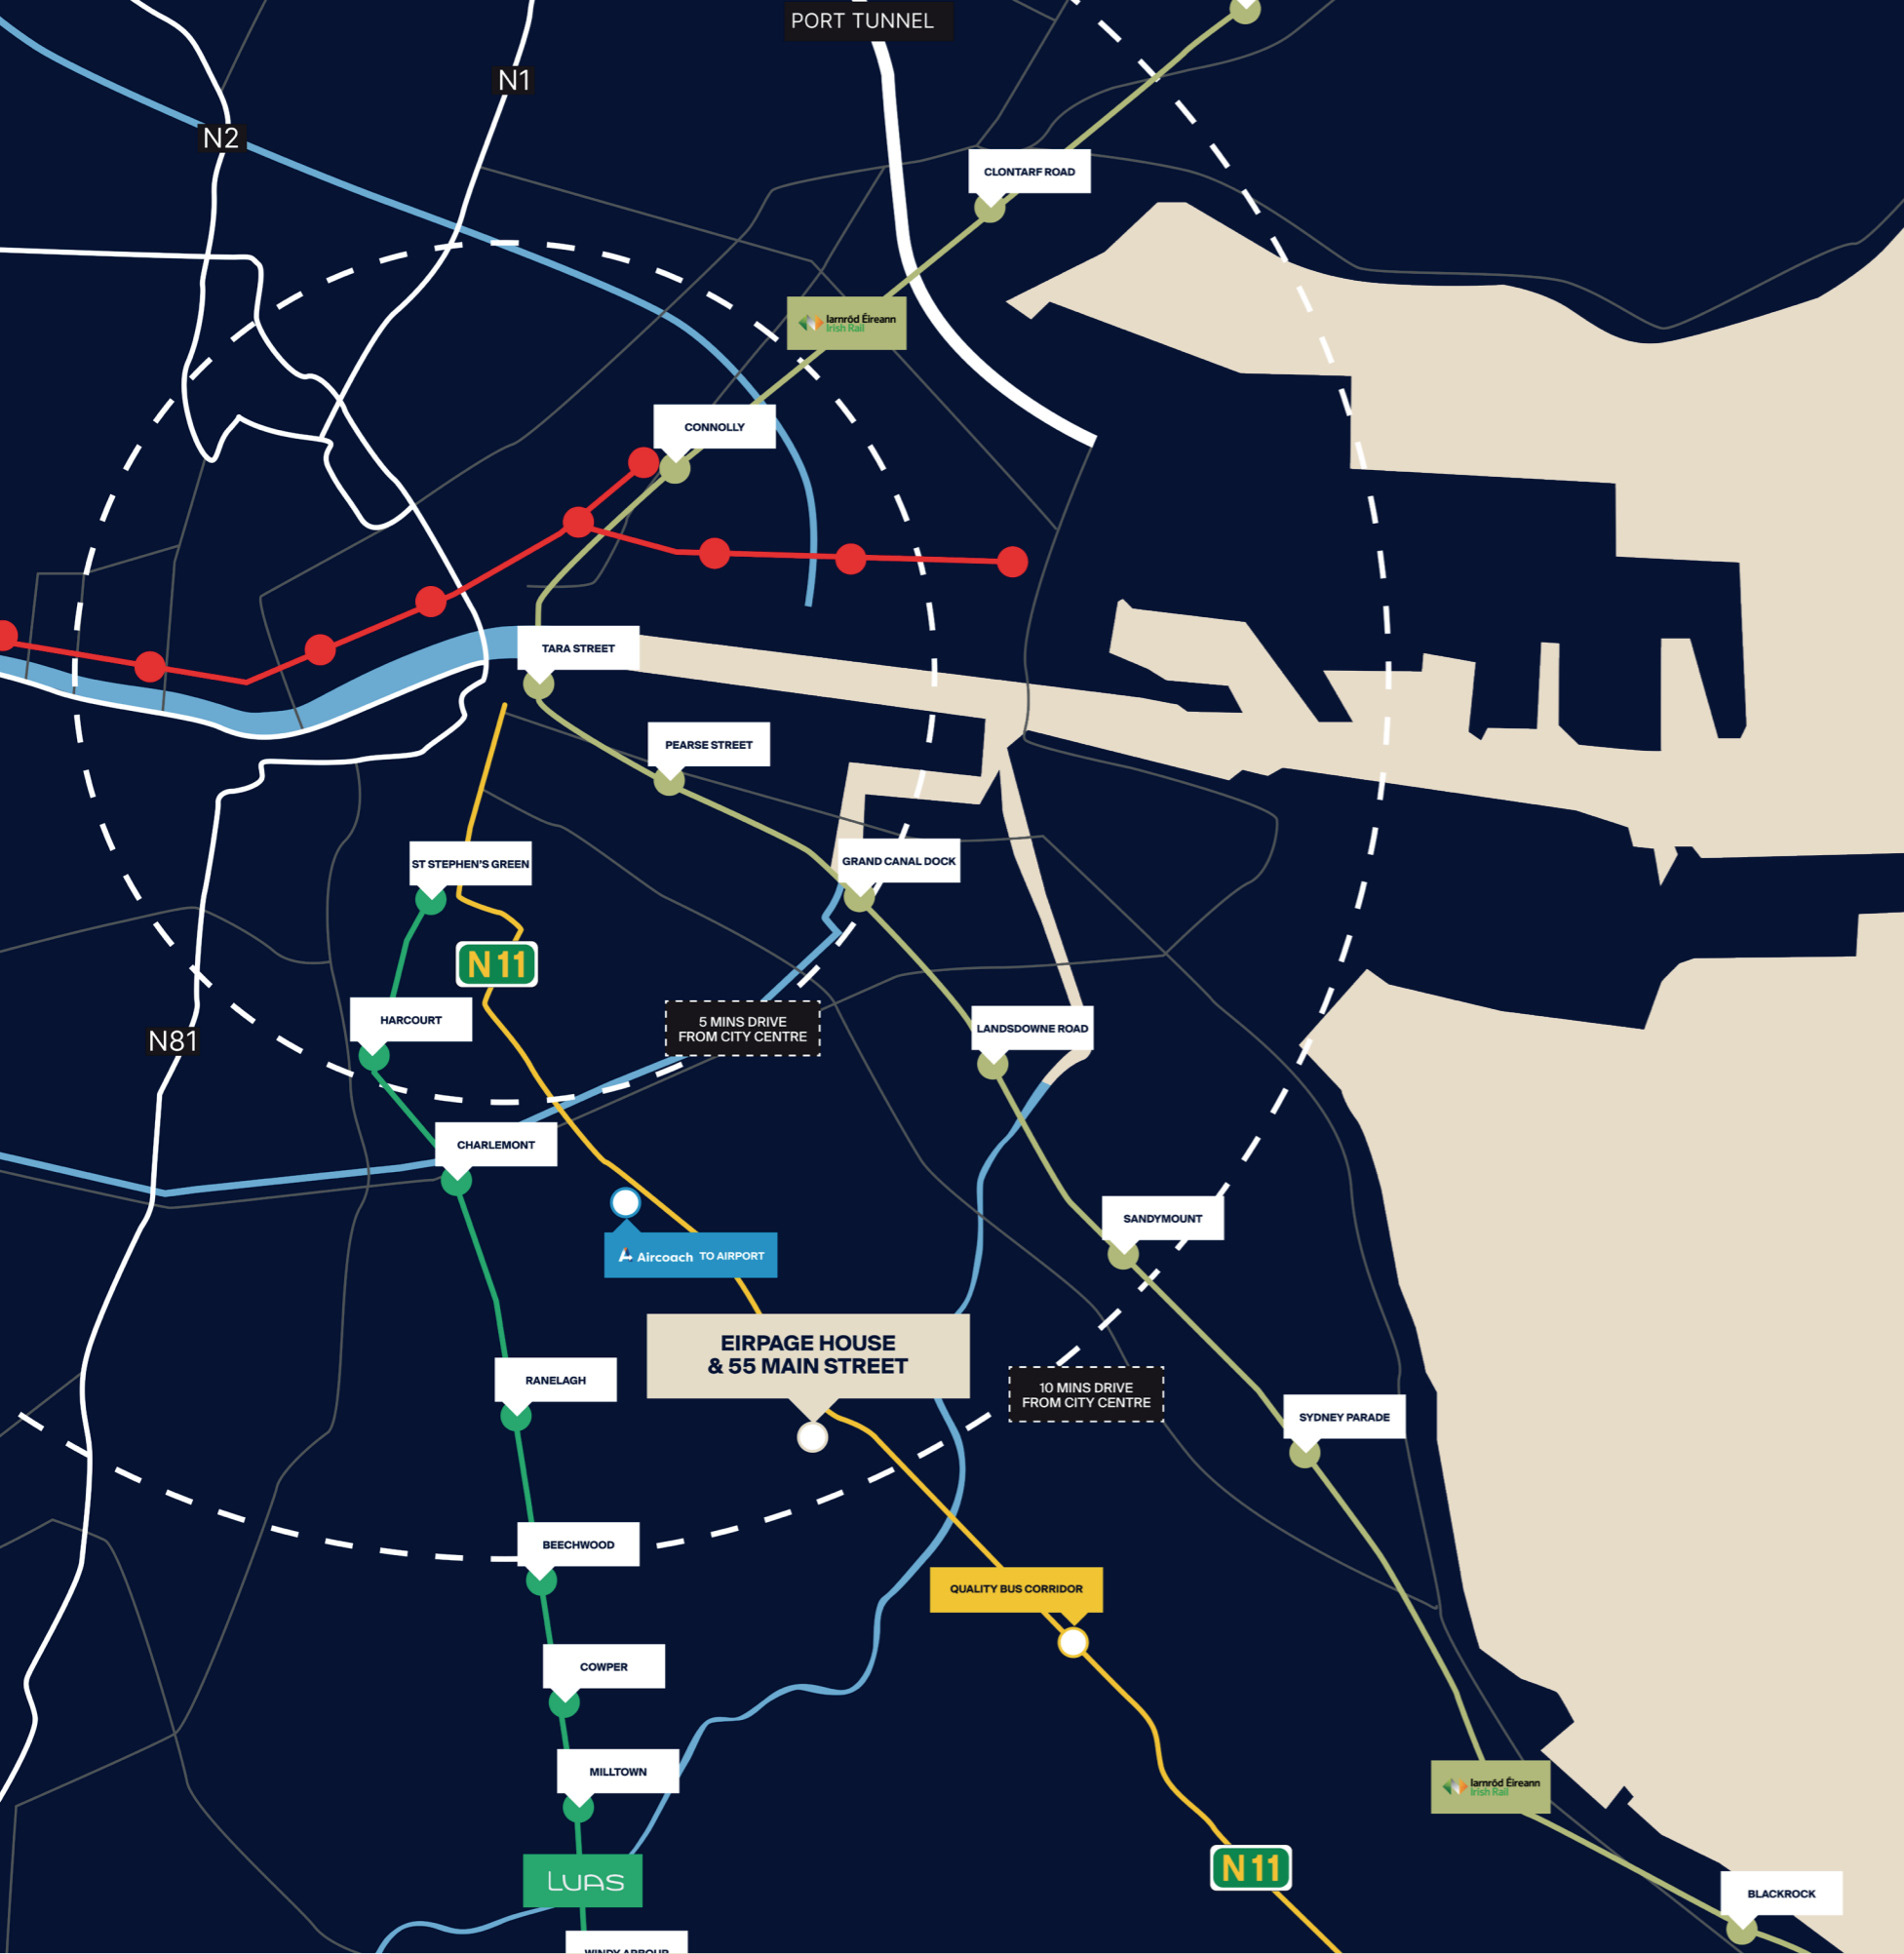 PORT TUNNEL
N1
N2
CLONTARF ROAD
Iarnród Éireann
Irish Rail
CONNOLLY
TARA STREET
PEARSE STREET
GRAND CANAL DOCK
ST STEPHEN'S GREEN
N11
HARCOURT
5 MINS DRIVE
FROM CITY CENTRE
LANDSDOWNE ROAD
N81
CHARLEMONT
SANDYMOUNT
Aircoach TO AIRPORT
EIRPAGE HOUSE
& 55 MAIN STREET
RANELAGH
10 MINS DRIVE
FROM CITY CENTRE
SYDNEY PARADE
BEECHWOOD
QUALITY BUS CORRIDOR
COWPER
MILLTOWN
Iarnród Éireann
Irish Rail
LUAS
N11
BLACKROCK
WINDY ARBOUR